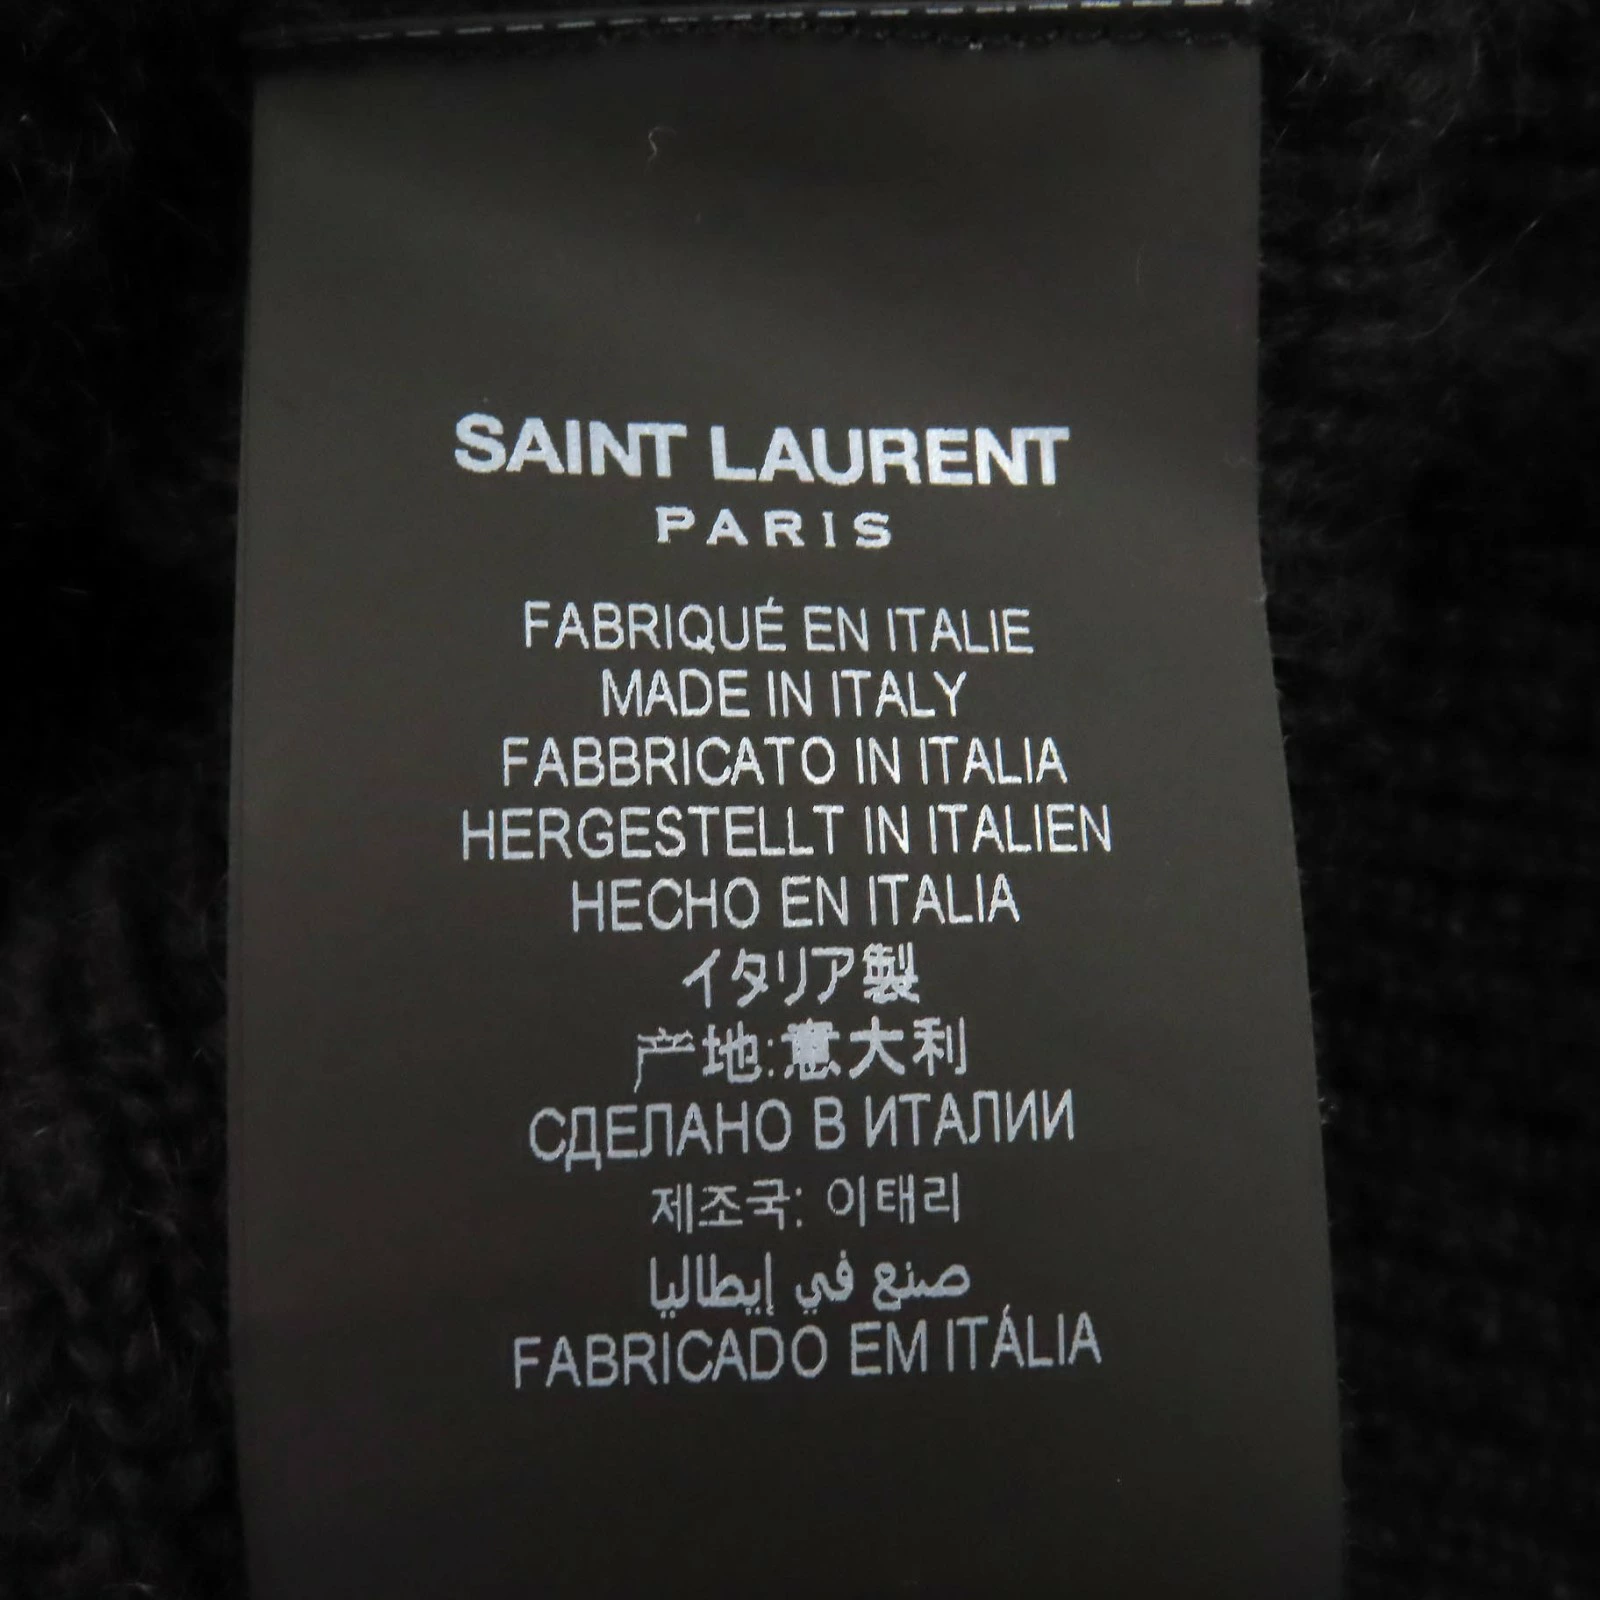 SAINT LAURENT
PARIS
FABRIQUÉ EN ITALIE
MADE IN ITALY
FABBRICATO IN ITALIA
HERGESTELLT IN ITALIEN
HECHO EN ITALIA
イタリア製
产地:意大利
СДЕЛАНО В ИТАЛИИ
제조국: 이태리
صنع في إيطاليا
FABRICADO EM ITÁLIA